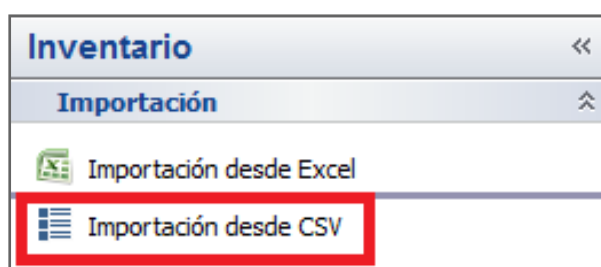 Inventario
Importación
Importación desde Excel
Importación desde CSV